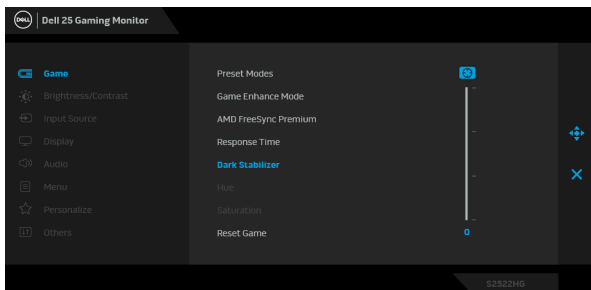 DELL Dell 25 Gaming Monitor
Game
Preset Modes
Brightness/Contrast
Game Enhance Mode
Input Source
AMD FreeSync Premium
Display
Response Time
Audio
Dark Stabilizer
Menu
Hue
Personalize
Saturation
Others
Reset Game
0
S2522HG